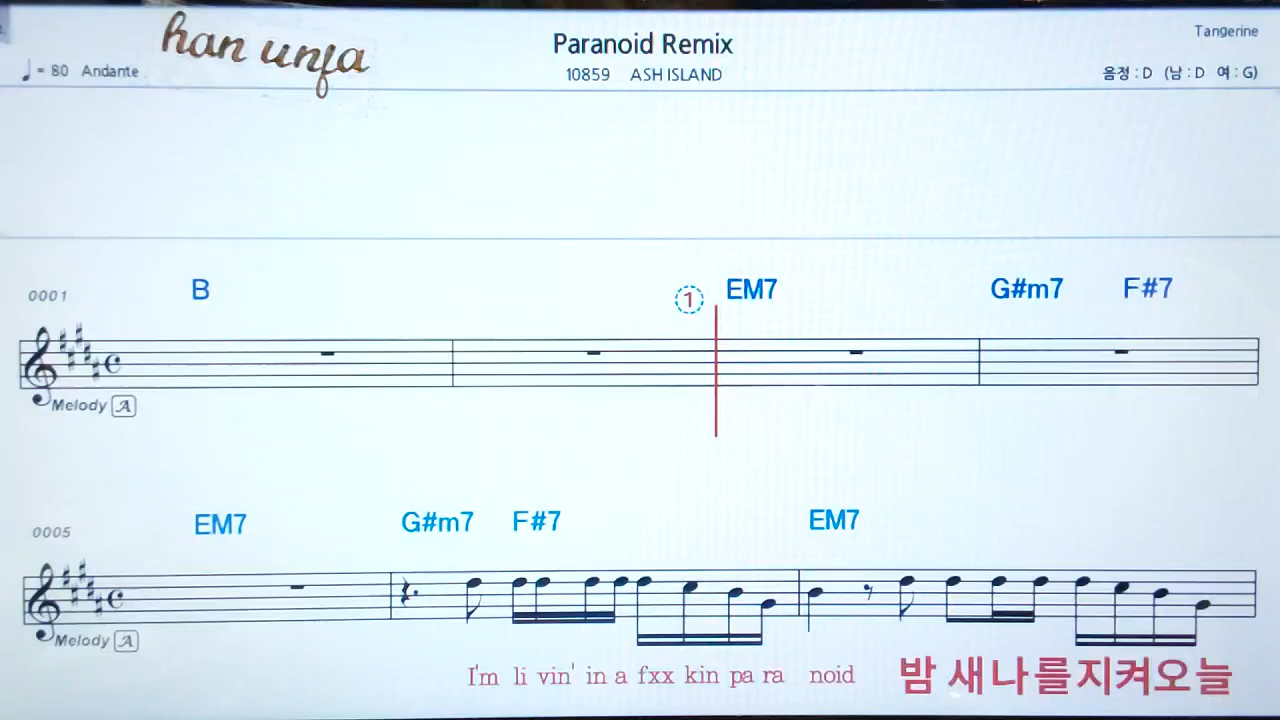 han unfa
Paranoid Remix
Tangerine
♩= 80 Andante
10859 ASH ISLAND
음정 : D (남 : D 여 : G)
0001 B ① EM7 G#m7 F#7
Melody A
0005 EM7 G#m7 F#7 EM7
Melody A
I'm li vin' in a fxx kin pa ra noid 밤 새 나 를 지 켜 오 늘